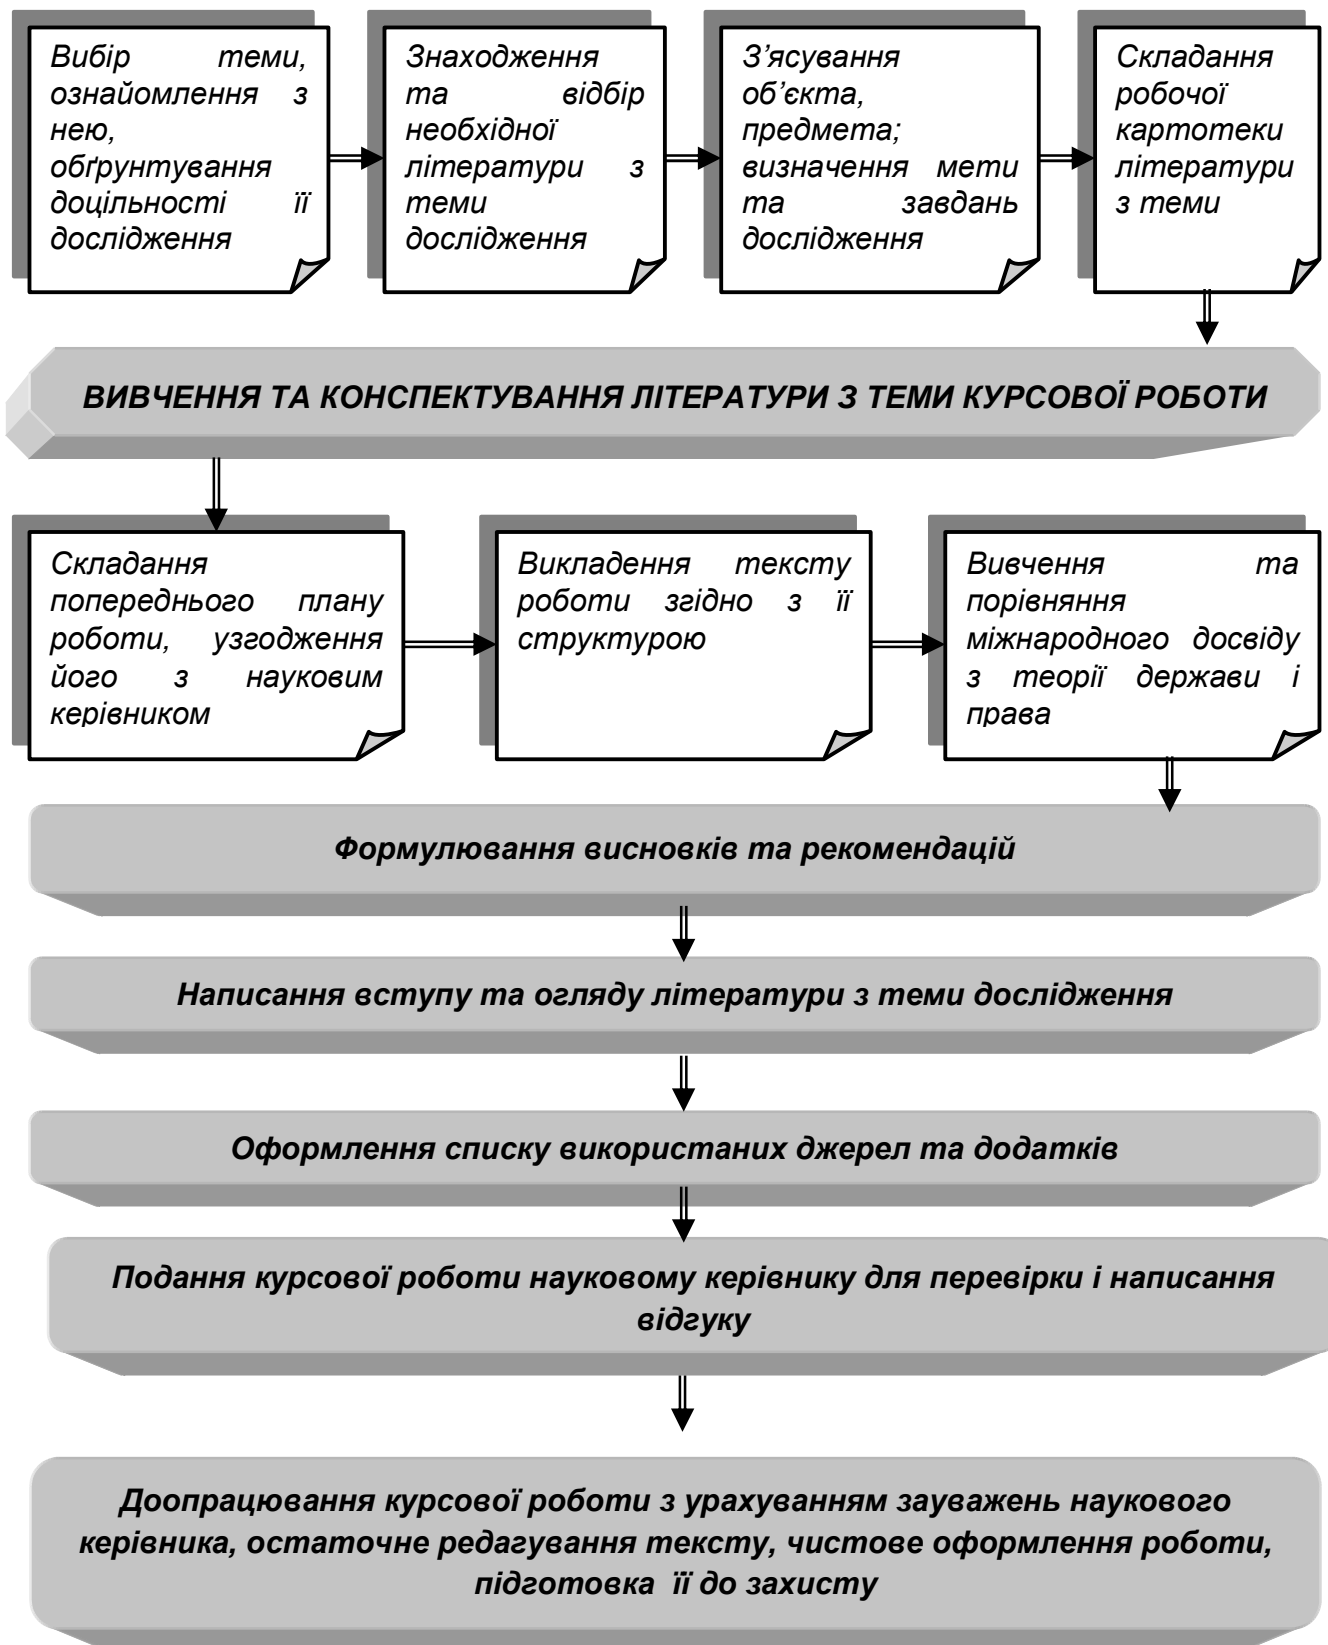 Вибір теми,
ознайомлення з
нею,
обґрунтування
доцільності її
дослідження
Знаходження
та відбір
необхідної
літератури з
теми
дослідження
З’ясування
об’єкта,
предмета;
визначення мети
та завдань
дослідження
Складання
робочої
картотеки
літератури
з теми
ВИВЧЕННЯ ТА КОНСПЕКТУВАННЯ ЛІТЕРАТУРИ З ТЕМИ КУРСОВОЇ РОБОТИ
Складання
попереднього плану
роботи, узгодження
його з науковим
керівником
Викладення тексту
роботи згідно з її
структурою
Вивчення та
порівняння
міжнародного досвіду
з теорії держави і
права
Формулювання висновків та рекомендацій
Написання вступу та огляду літератури з теми дослідження
Оформлення списку використаних джерел та додатків
Подання курсової роботи науковому керівнику для перевірки і написання
відгуку
Доопрацювання курсової роботи з урахуванням зауважень наукового
керівника, остаточне редагування тексту, чистове оформлення роботи,
підготовка її до захисту